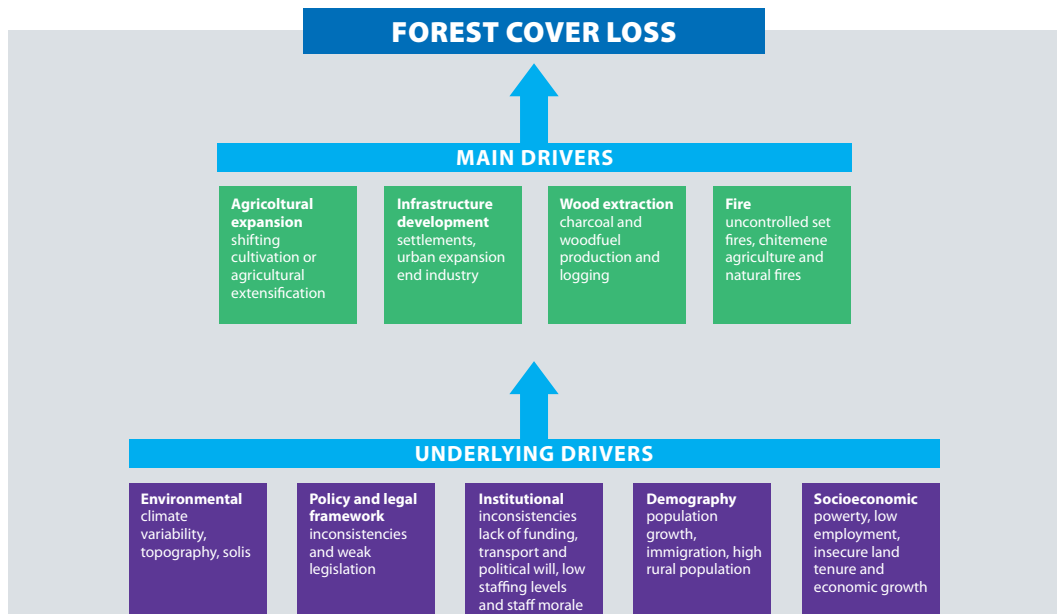 FOREST COVER LOSS
MAIN DRIVERS
Agricoltural
expansion
shifting
cultivation or
agricultural
extensification
Infrastructure
development
settlements,
urban expansion
end industry
Wood extraction
charcoal and
woodfuel
production and
logging
Fire
uncontrolled set
fires, chitemene
agriculture and
natural fires
UNDERLYING DRIVERS
Environmental
climate
variability,
topography, solis
Policy and legal
framework
inconsistencies
and weak
legislation
Institutional
inconsistencies
lack of funding,
transport and
political will, low
staffing levels
and staff morale
Demography
population
growth,
immigration, high
rural population
Socioeconomic
powerty, low
employment,
insecure land
tenure and
economic growth